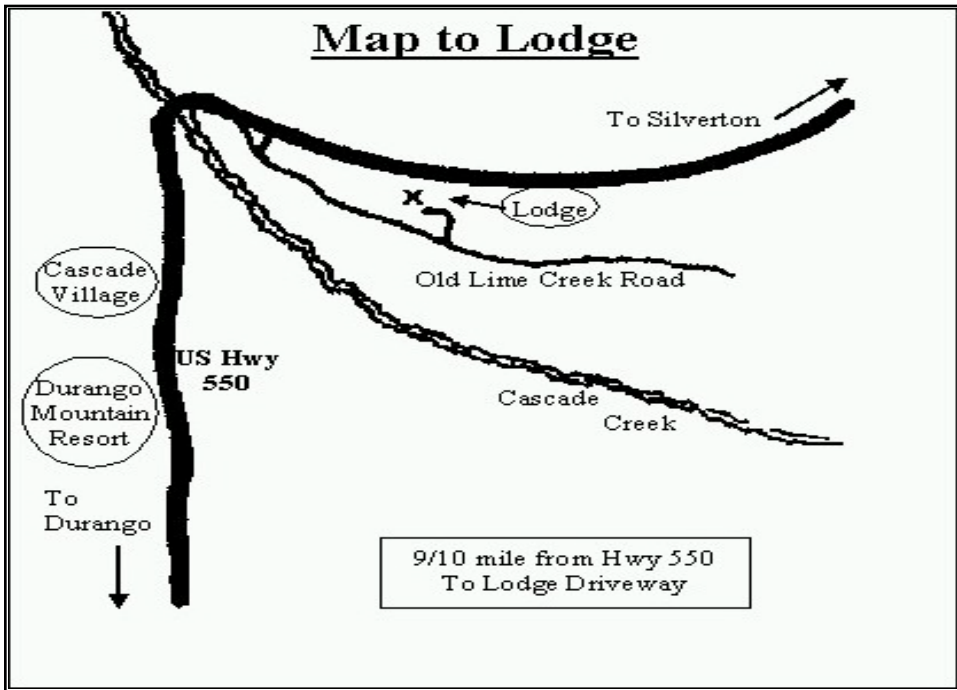 Map to Lodge
To Silverton
X
Lodge
Old Lime Creek Road
Cascade
Village
US Hwy
550
Durango
Mountain
Resort
Cascade
Creek
To
Durango
9/10 mile from Hwy 550
To Lodge Driveway